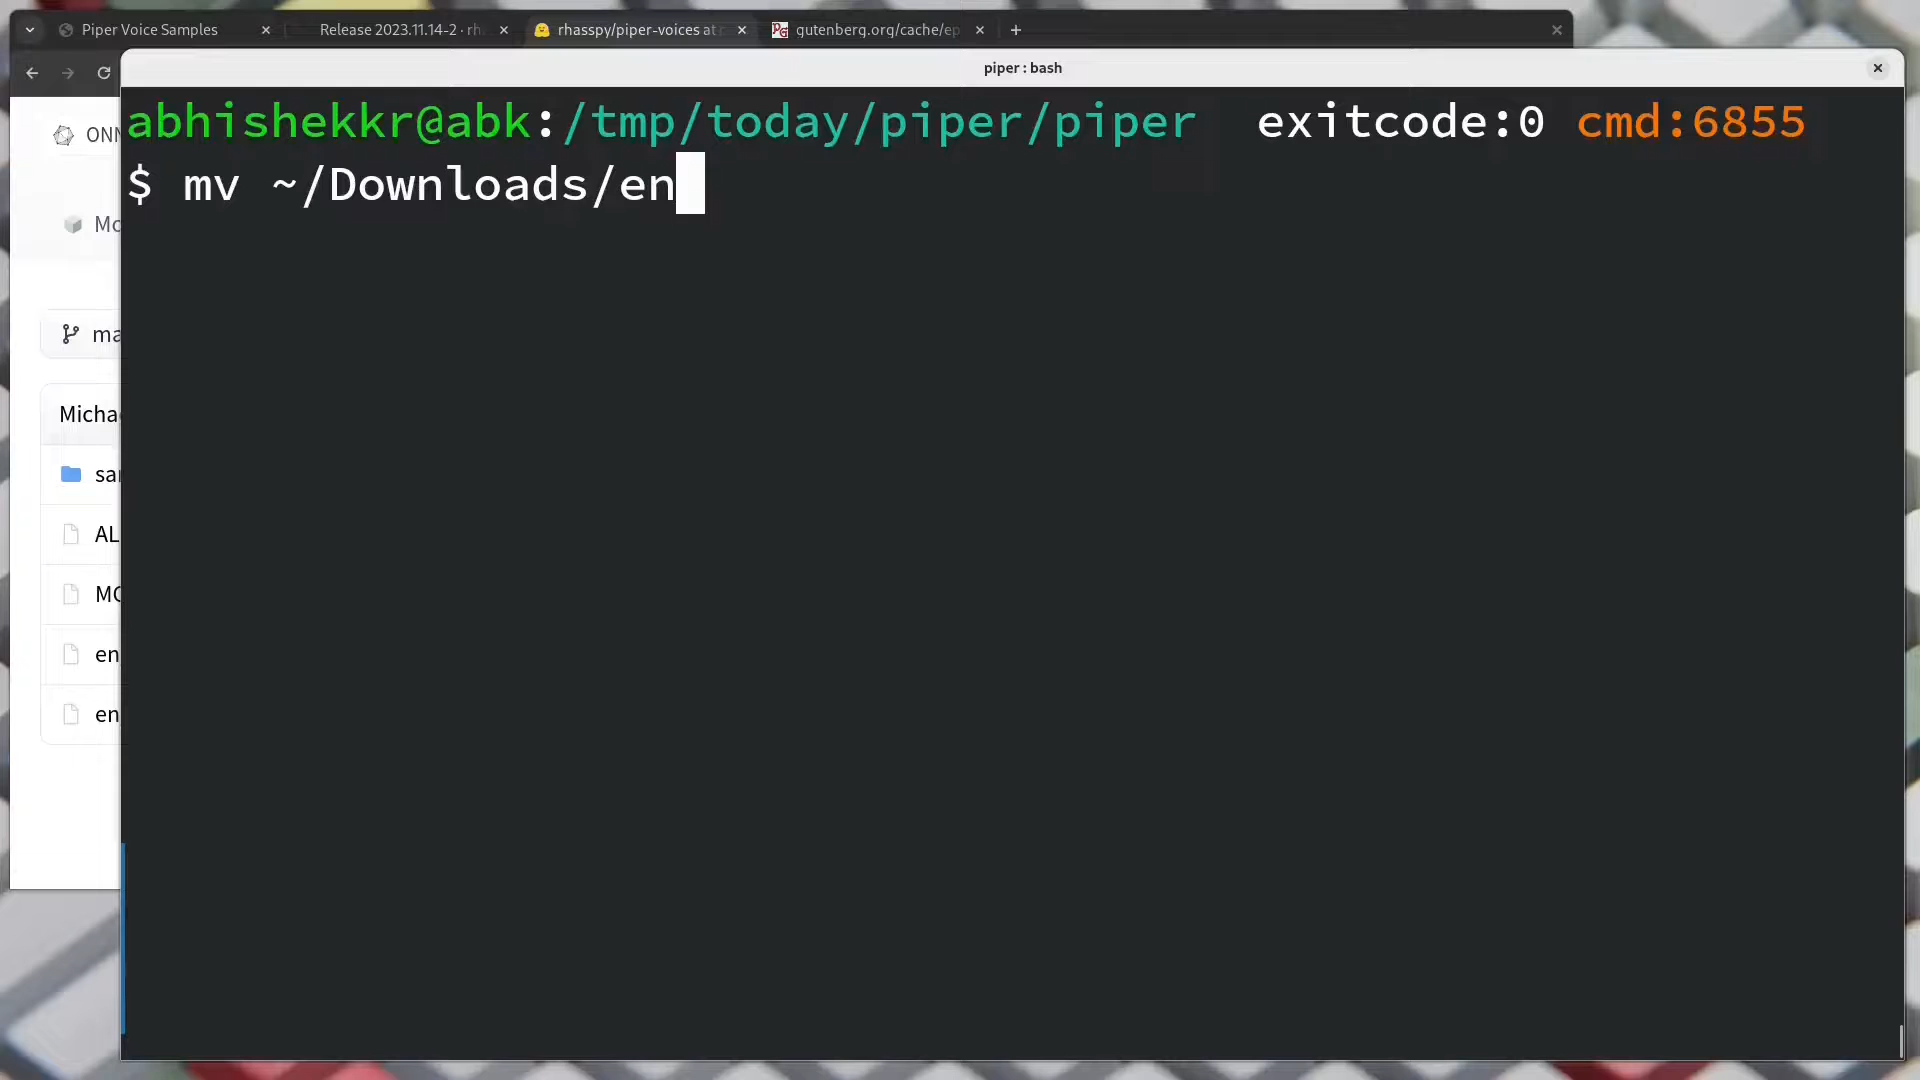 Piper Voice Samples
Release 2023.11.14-2 · rh
rhasspy/piper-voices at
gutenberg.org/cache/ep
piper : bash
abhishekkr@abk:/tmp/today/piper/piper exitcode:0 cmd:6855
$ mv ~/Downloads/en
ONN
Mo
ma
Micha
sa
AL
MO
en
en